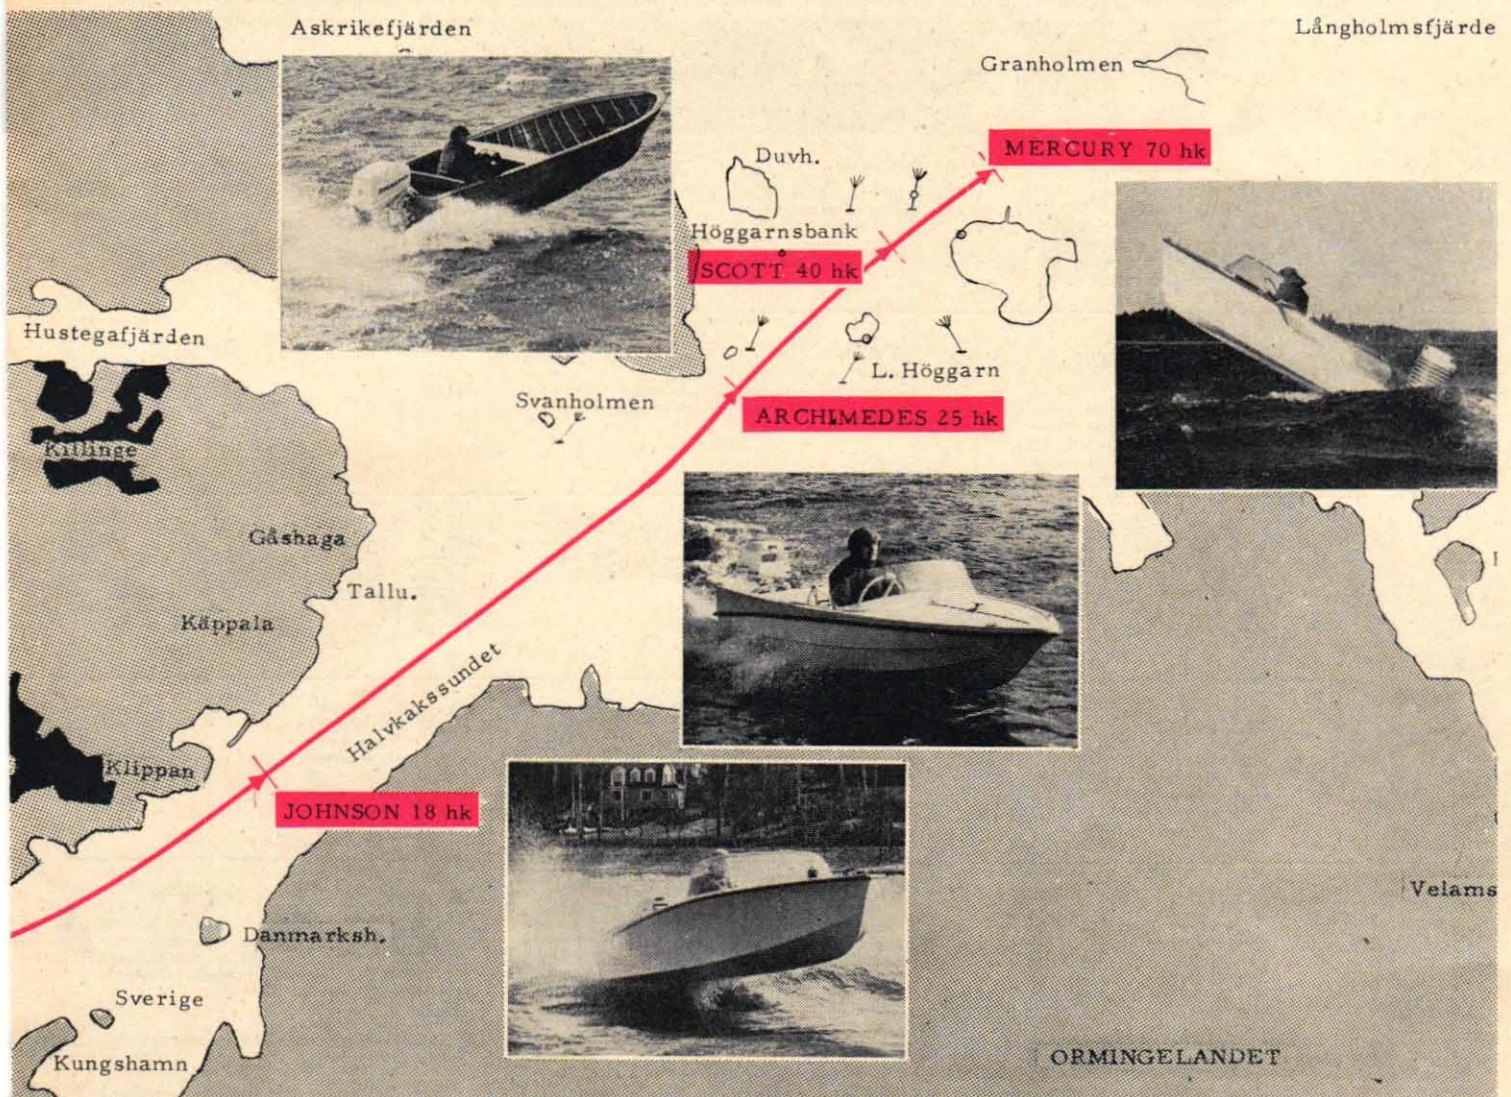 Askrikefjärden
Långholmsfjärde
Granholmen
MERCURY 70 hk
Duvh.
Höggarnsbank
SCOTT 40 hk
Hustegafjärden
L. Höggarn
Svanholmen
ARCHIMEDES 25 hk
Killinge
Gåshaga
Tallu.
Käppala
Halvkakssundet
Klippan
JOHNSON 18 hk
Velams
Danmarksh.
Sverige
Kungshamn
ORMINGELANDET